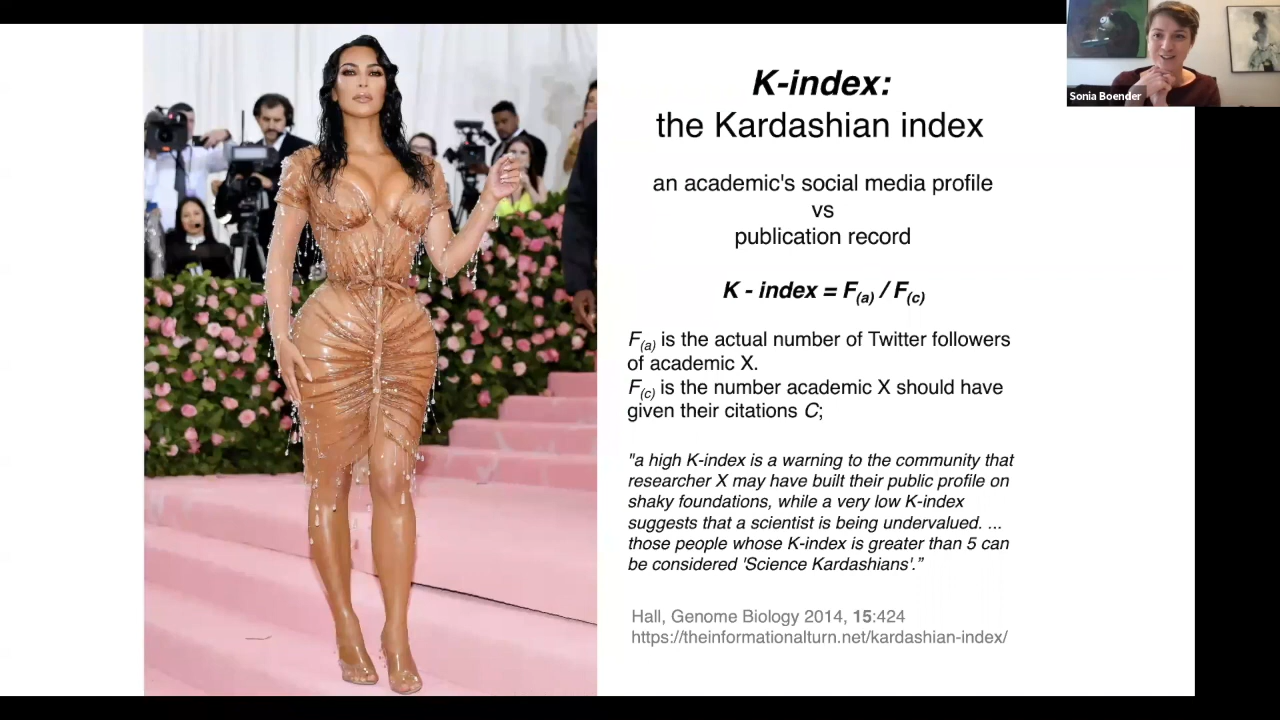 K-index:
the Kardashian index
an academic's social media profile
vs
publication record
K - index = F(a) / F(c)
F(a) is the actual number of Twitter followers
of academic X.
F(c) is the number academic X should have
given their citations C;
"a high K-index is a warning to the community that
researcher X may have built their public profile on
shaky foundations, while a very low K-index
suggests that a scientist is being undervalued. ...
those people whose K-index is greater than 5 can
be considered 'Science Kardashians'.”
Hall, Genome Biology 2014, 15:424
https://theinformationalturn.net/kardashian-index/
Sonia Boender